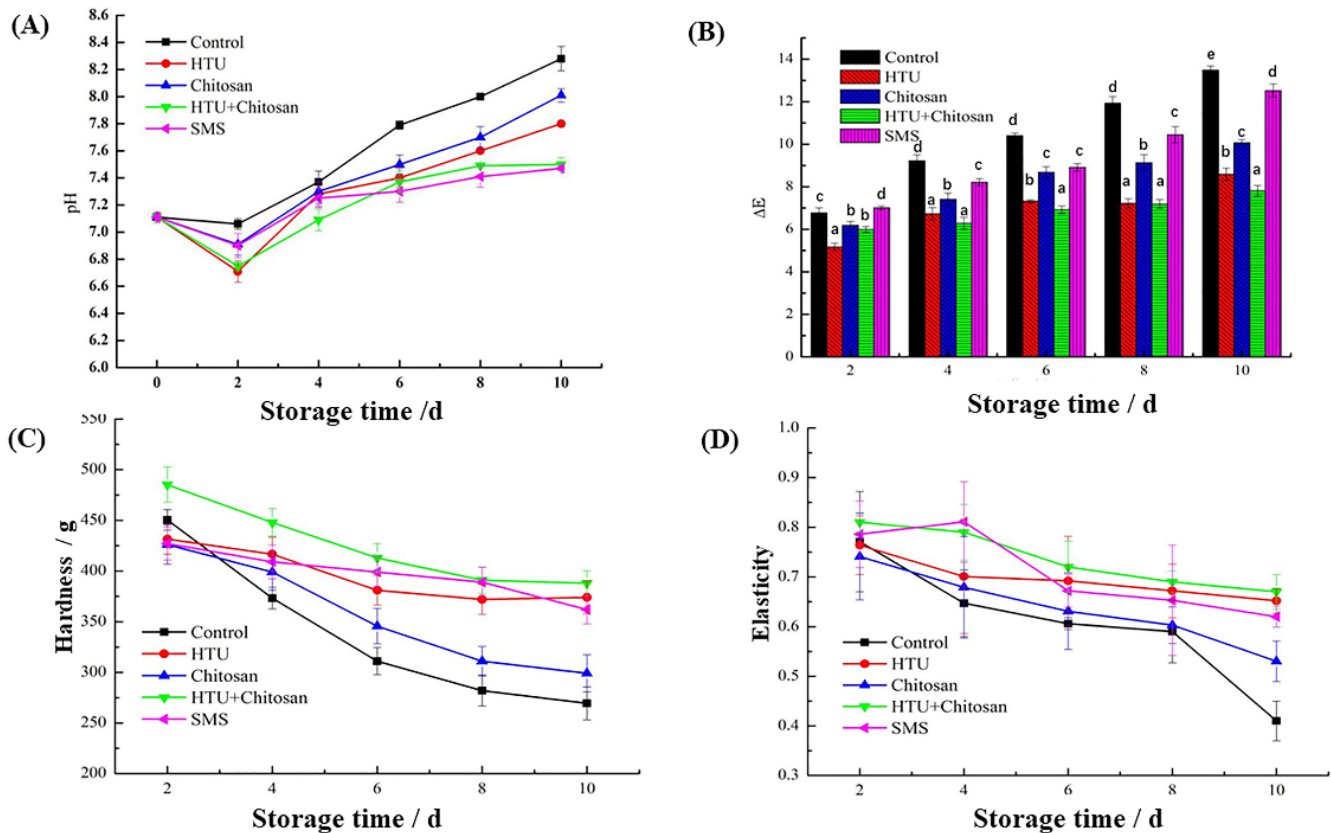 (A)
8.6
8.4
8.2
8.0
7.8
7.6
7.4
7.2
7.0
6.8
6.6
6.4
6.2
6.0
pH
Control
HTU
Chitosan
HTU+Chitosan
SMS
0 2 4 6 8 10
Storage time /d
(B)
14
12
10
8
6
4
2
0
ΔE
Control
HTU
Chitosan
HTU+Chitosan
SMS
c a b b d
d a b a c
d b c a c
d a b a c
e b c a d
2 4 6 8 10
Storage time / d
(C)
550
500
450
400
350
300
250
200
Hardness / g
Control
HTU
Chitosan
HTU+Chitosan
SMS
2 4 6 8 10
Storage time / d
(D)
1.0
0.9
0.8
0.7
0.6
0.5
0.4
0.3
Elasticity
Control
HTU
Chitosan
HTU+Chitosan
SMS
2 4 6 8 10
Storage time / d